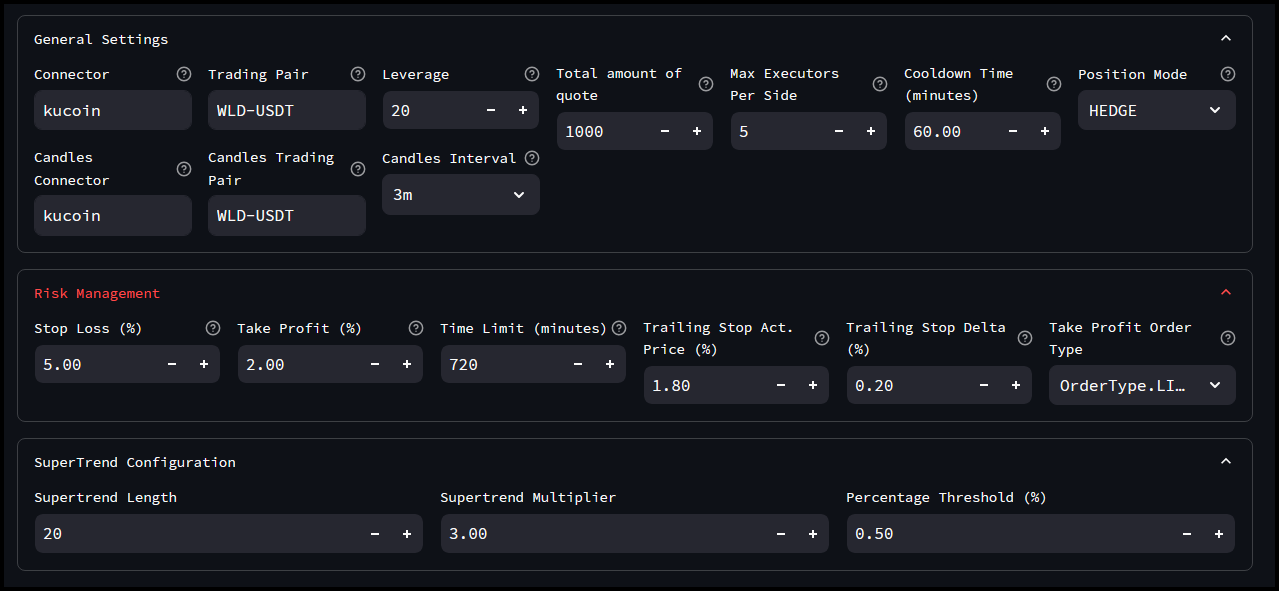 General Settings
Connector
Trading Pair
Leverage
Total amount of
quote
Max Executors
Per Side
Cooldown Time
(minutes)
Position Mode
kucoin
WLD-USDT
20
1000
5
60.00
HEDGE
Candles
Connector
Candles Trading
Pair
Candles Interval
kucoin
WLD-USDT
3m
Risk Management
Stop Loss (%)
Take Profit (%)
Time Limit (minutes)
Trailing Stop Act.
Price (%)
Trailing Stop Delta
(%)
Take Profit Order
Type
5.00
2.00
720
1.80
0.20
OrderType.LI…
SuperTrend Configuration
Supertrend Length
Supertrend Multiplier
Percentage Threshold (%)
20
3.00
0.50